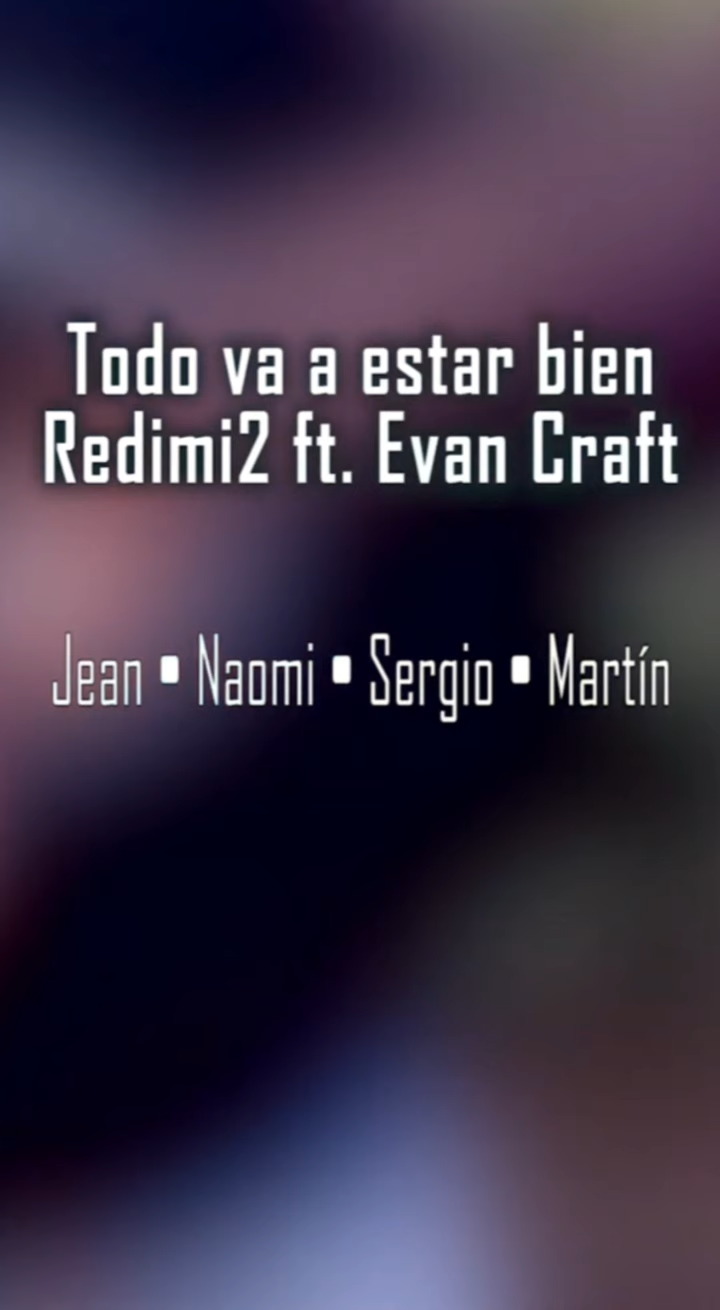 Todo va a estar bien
Redimi2 ft. Evan Craft
Jean ▪ Naomi ▪ Sergio ▪ Martín